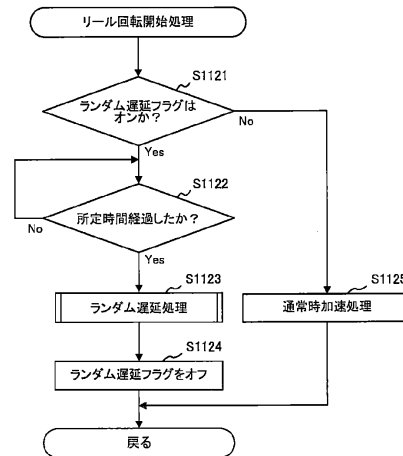 リール回転開始処理
S1121
ランダム遅延フラグは
オンか？
No
Yes
S1122
所定時間経過したか？
No
Yes
S1123
ランダム遅延処理
S1125
通常時加速処理
S1124
ランダム遅延フラグをオフ
戻る